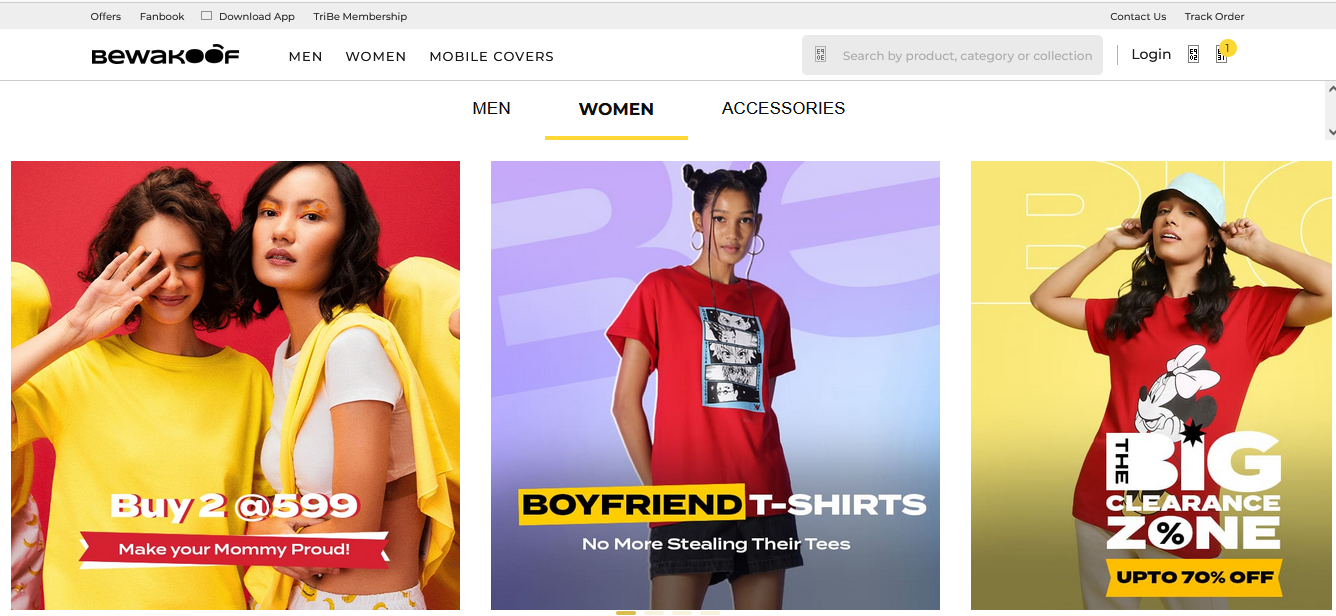 Offers Fanbook Download App TriBe Membership Contact Us Track Order
BEWAKOOF MEN WOMEN MOBILE COVERS Search by product, category or collection Login 1
MEN WOMEN ACCESSORIES
Buy 2 @599
Make your Mommy Proud!
BOYFRIEND T-SHIRTS
No More Stealing Their Tees
THE BIG
CLEARANCE
ZONE
%
UPTO 70% OFF